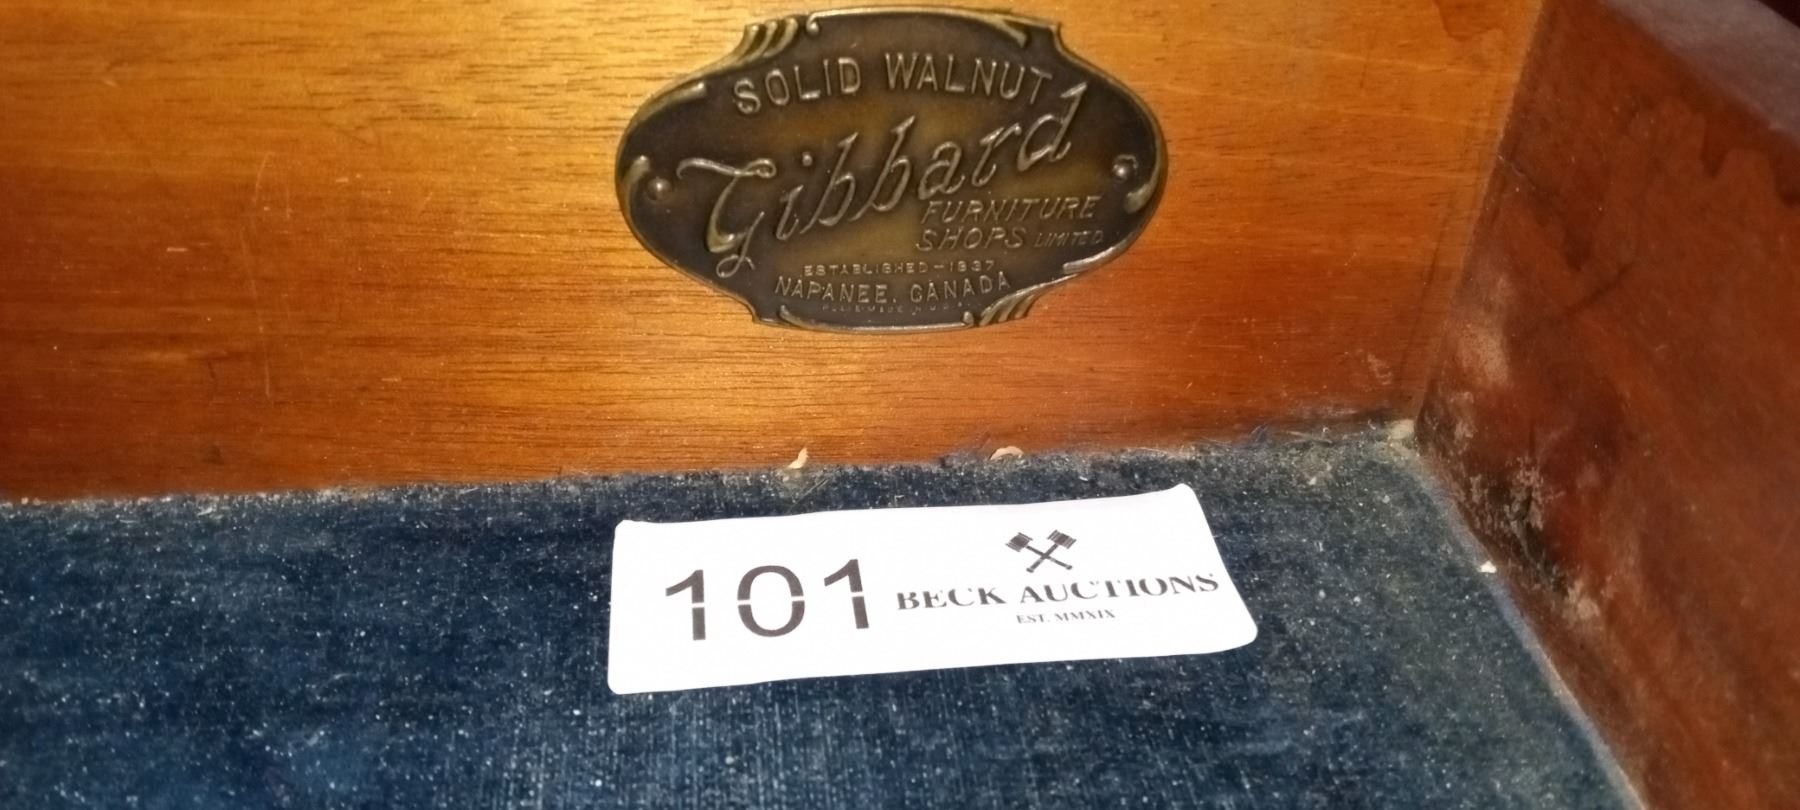 SOLID WALNUT
Gibbard
FURNITURE
SHOPS LIMITED
ESTABLISHED - 1837
NAPANEE, CANADA
101
BECK AUCTIONS
EST. MMXIX